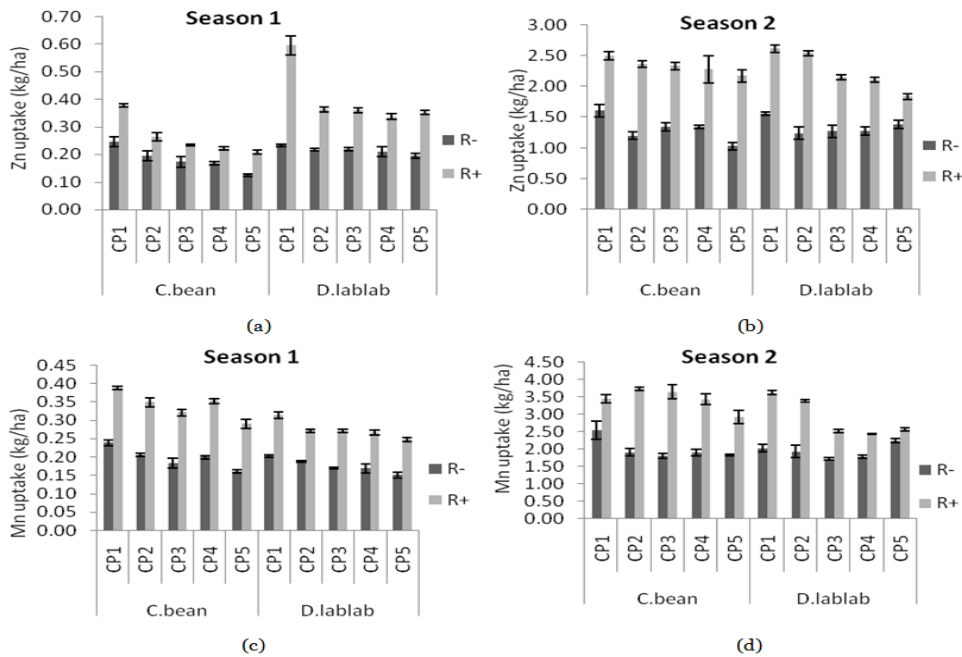 Season 1
Zn uptake (kg/ha)
0.70
0.60
0.50
0.40
0.30
0.20
0.10
0.00
CP1 CP2 CP3 CP4 CP5 CP1 CP2 CP3 CP4 CP5
C.bean D.lablab
R-
R+
(a)
Season 2
Zn uptake (kg/ha)
3.00
2.50
2.00
1.50
1.00
0.50
0.00
CP1 CP2 CP3 CP4 CP5 CP1 CP2 CP3 CP4 CP5
C.bean D.lablab
R-
R+
(b)
Season 1
Mn uptake (kg/ha)
0.45
0.40
0.35
0.30
0.25
0.20
0.15
0.10
0.05
0.00
CP1 CP2 CP3 CP4 CP5 CP1 CP2 CP3 CP4 CP5
C.bean D.lablab
R-
R+
(c)
Season 2
Mn uptake (kg/ha)
4.50
4.00
3.50
3.00
2.50
2.00
1.50
1.00
0.50
0.00
CP1 CP2 CP3 CP4 CP5 CP1 CP2 CP3 CP4 CP5
C.bean D.lablab
R-
R+
(d)